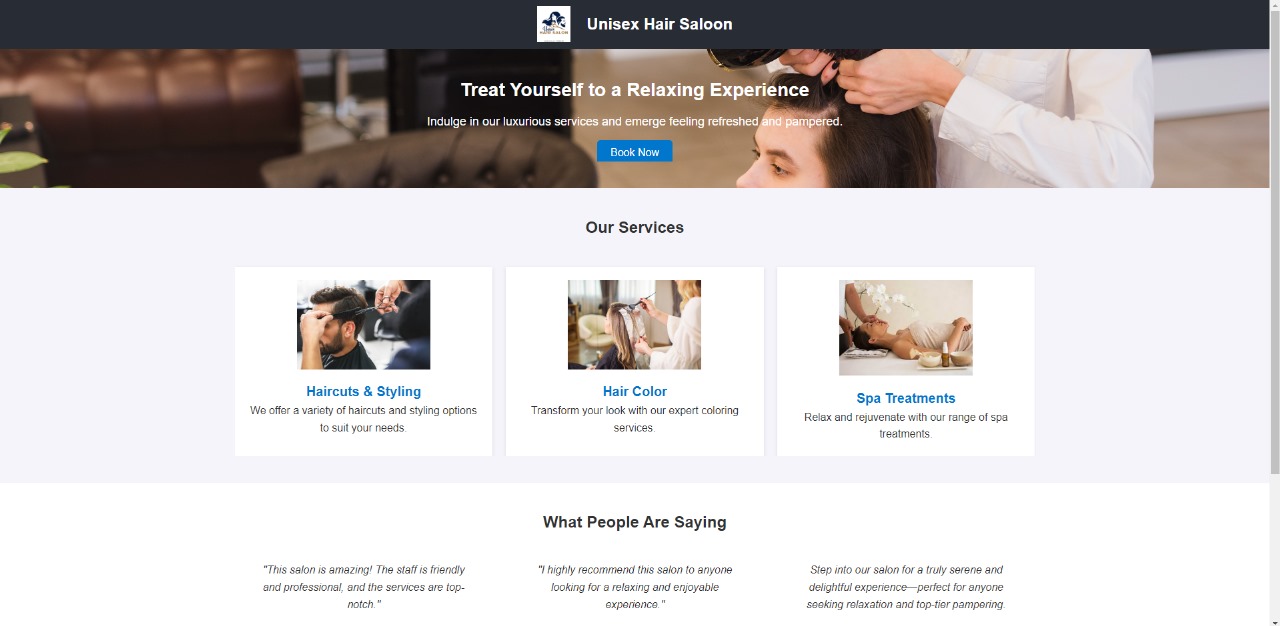 HAIR SALON
Unisex Hair Saloon
Treat Yourself to a Relaxing Experience
Indulge in our luxurious services and emerge feeling refreshed and pampered.
Book Now
Our Services
Haircuts & Styling
We offer a variety of haircuts and styling options
to suit your needs.
Hair Color
Transform your look with our expert coloring
services.
Spa Treatments
Relax and rejuvenate with our range of spa
treatments.
What People Are Saying
"This salon is amazing! The staff is friendly
and professional, and the services are top-
notch."
"I highly recommend this salon to anyone
looking for a relaxing and enjoyable
experience."
Step into our salon for a truly serene and
delightful experience—perfect for anyone
seeking relaxation and top-tier pampering.